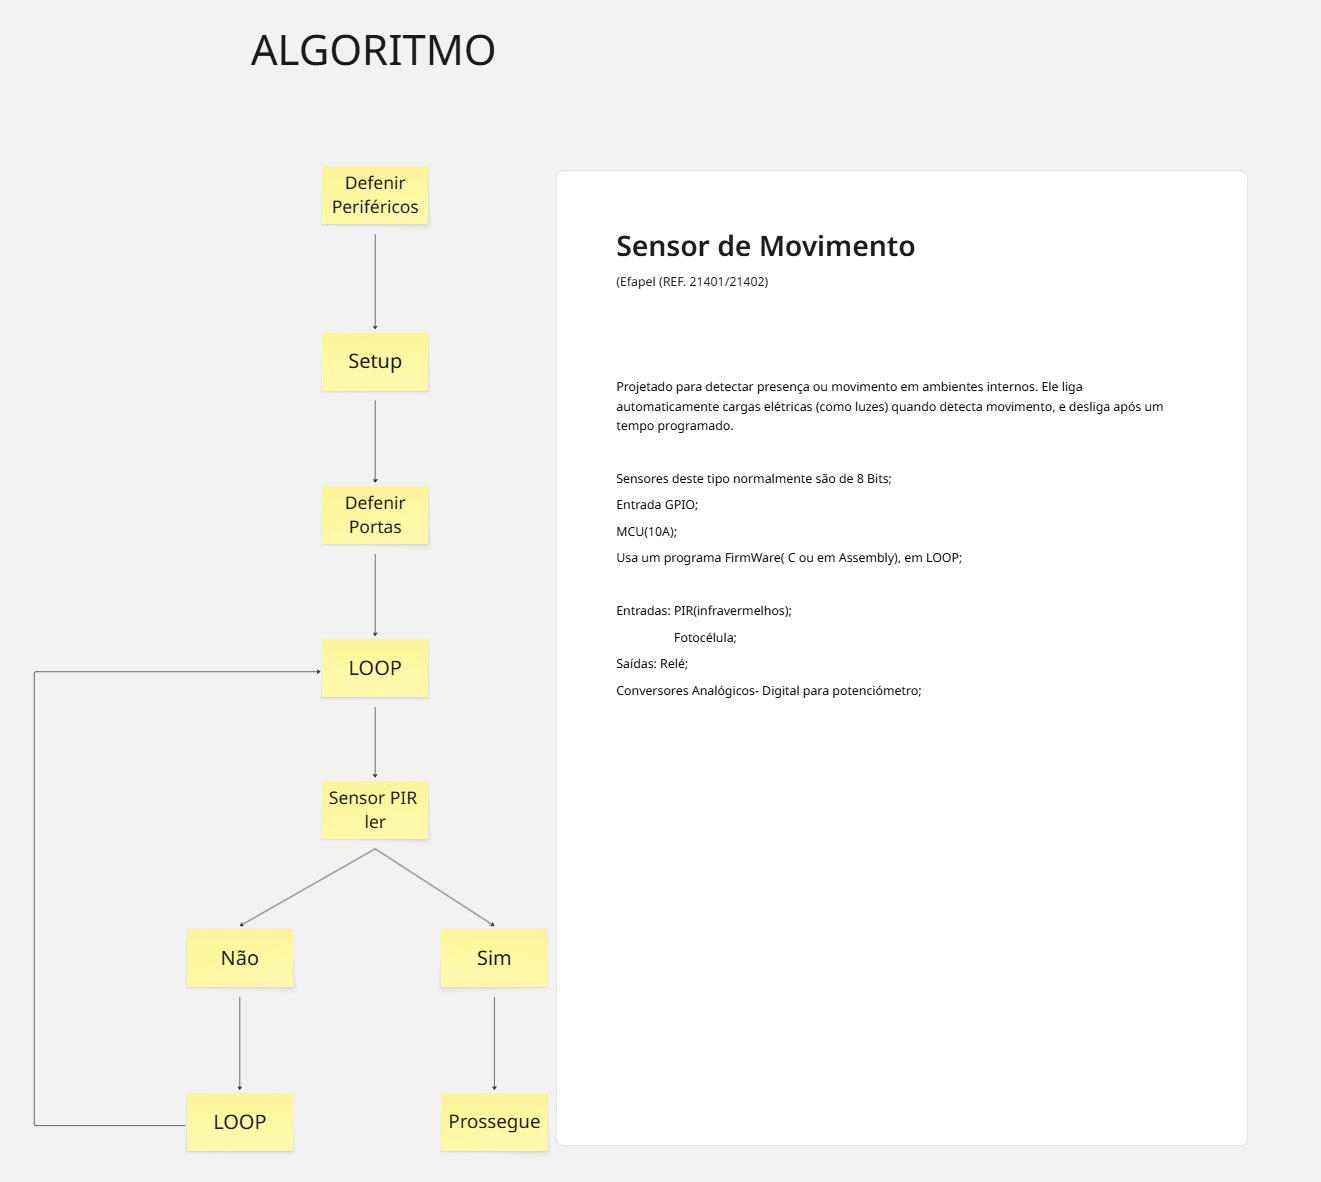 ALGORITMO
Defenir
Periféricos
Setup
Defenir
Portas
LOOP
Sensor PIR
ler
Não
Sim
LOOP
Prossegue
Sensor de Movimento
(Efapel (REF. 21401/21402)
Projetado para detectar presença ou movimento em ambientes internos. Ele liga
automaticamente cargas elétricas (como luzes) quando detecta movimento, e desliga após um
tempo programado.
Sensores deste tipo normalmente são de 8 Bits;
Entrada GPIO;
MCU(10A);
Usa um programa FirmWare( C ou em Assembly), em LOOP;
Entradas: PIR(infravermelhos);
Fotocélula;
Saídas: Relé;
Conversores Analógicos- Digital para potenciómetro;